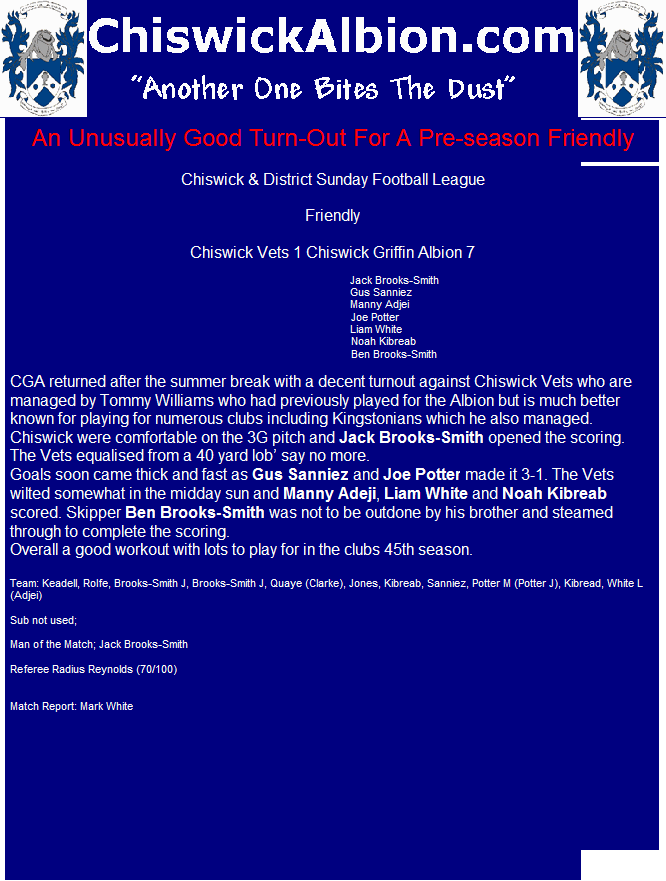 ChiswickAlbion.com
"Another One Bites The Dust"
An Unusually Good Turn-Out For A Pre-season Friendly
Chiswick & District Sunday Football League
Friendly
Chiswick Vets 1 Chiswick Griffin Albion 7
Jack Brooks-Smith
Gus Sanniez
Manny Adjei
Joe Potter
Liam White
Noah Kibreab
Ben Brooks-Smith
CGA returned after the summer break with a decent turnout against Chiswick Vets who are
managed by Tommy Williams who had previously played for the Albion but is much better
known for playing for numerous clubs including Kingstonians which he also managed.
Chiswick were comfortable on the 3G pitch and Jack Brooks-Smith opened the scoring.
The Vets equalised from a 40 yard lob' say no more.
Goals soon came thick and fast as Gus Sanniez and Joe Potter made it 3-1. The Vets
wilted somewhat in the midday sun and Manny Adeji, Liam White and Noah Kibreab
scored. Skipper Ben Brooks-Smith was not to be outdone by his brother and steamed
through to complete the scoring.
Overall a good workout with lots to play for in the clubs 45th season.
Team: Keadell, Rolfe, Brooks-Smith J, Brooks-Smith J, Quaye (Clarke), Jones, Kibreab, Sanniez, Potter M (Potter J), Kibread, White L
(Adjei)
Sub not used;
Man of the Match; Jack Brooks-Smith
Referee Radius Reynolds (70/100)
Match Report: Mark White